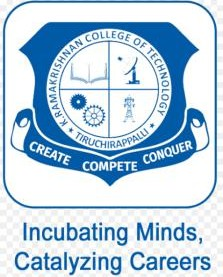 K.RAMAKRISHNAN COLLEGE OF TECHNOLOGY
TIRUCHIRAPPALLI
CREATE COMPETE CONQUER
Incubating Minds,
Catalyzing Careers